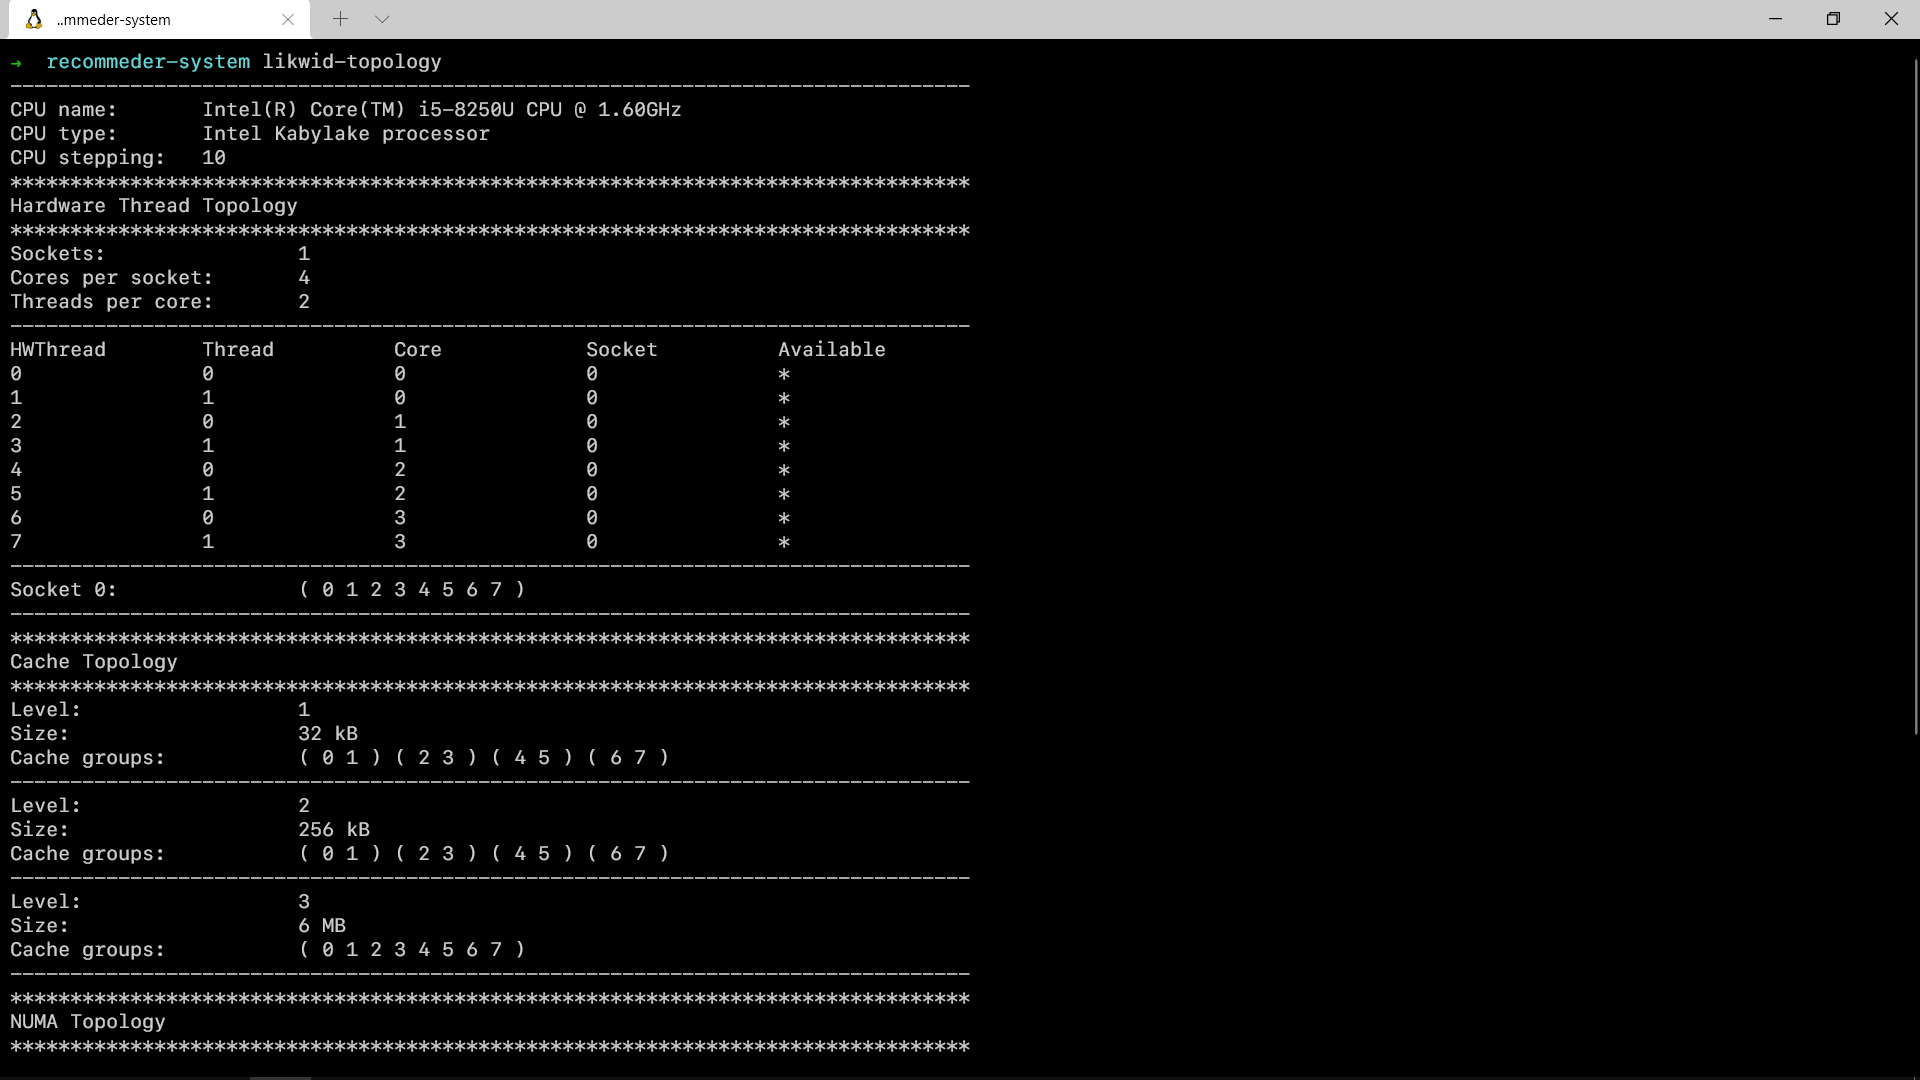 ..mmeder-system
→ recommeder-system likwid-topology
--------------------------------------------------------------------------------
CPU name:	Intel(R) Core(TM) i5-8250U CPU @ 1.60GHz
CPU type:	Intel Kabylake processor
CPU stepping:	10
********************************************************************************
Hardware Thread Topology
********************************************************************************
Sockets:		1
Cores per socket:	4
Threads per core:	2
--------------------------------------------------------------------------------
HWThread	Thread		Core		Socket		Available
0		0		0		0		*
1		1		0		0		*
2		0		1		0		*
3		1		1		0		*
4		0		2		0		*
5		1		2		0		*
6		0		3		0		*
7		1		3		0		*
--------------------------------------------------------------------------------
Socket 0:		( 0 1 2 3 4 5 6 7 )
--------------------------------------------------------------------------------
********************************************************************************
Cache Topology
********************************************************************************
Level:			1
Size:			32 kB
Cache groups:		( 0 1 ) ( 2 3 ) ( 4 5 ) ( 6 7 )
--------------------------------------------------------------------------------
Level:			2
Size:			256 kB
Cache groups:		( 0 1 ) ( 2 3 ) ( 4 5 ) ( 6 7 )
--------------------------------------------------------------------------------
Level:			3
Size:			6 MB
Cache groups:		( 0 1 2 3 4 5 6 7 )
--------------------------------------------------------------------------------
********************************************************************************
NUMA Topology
********************************************************************************